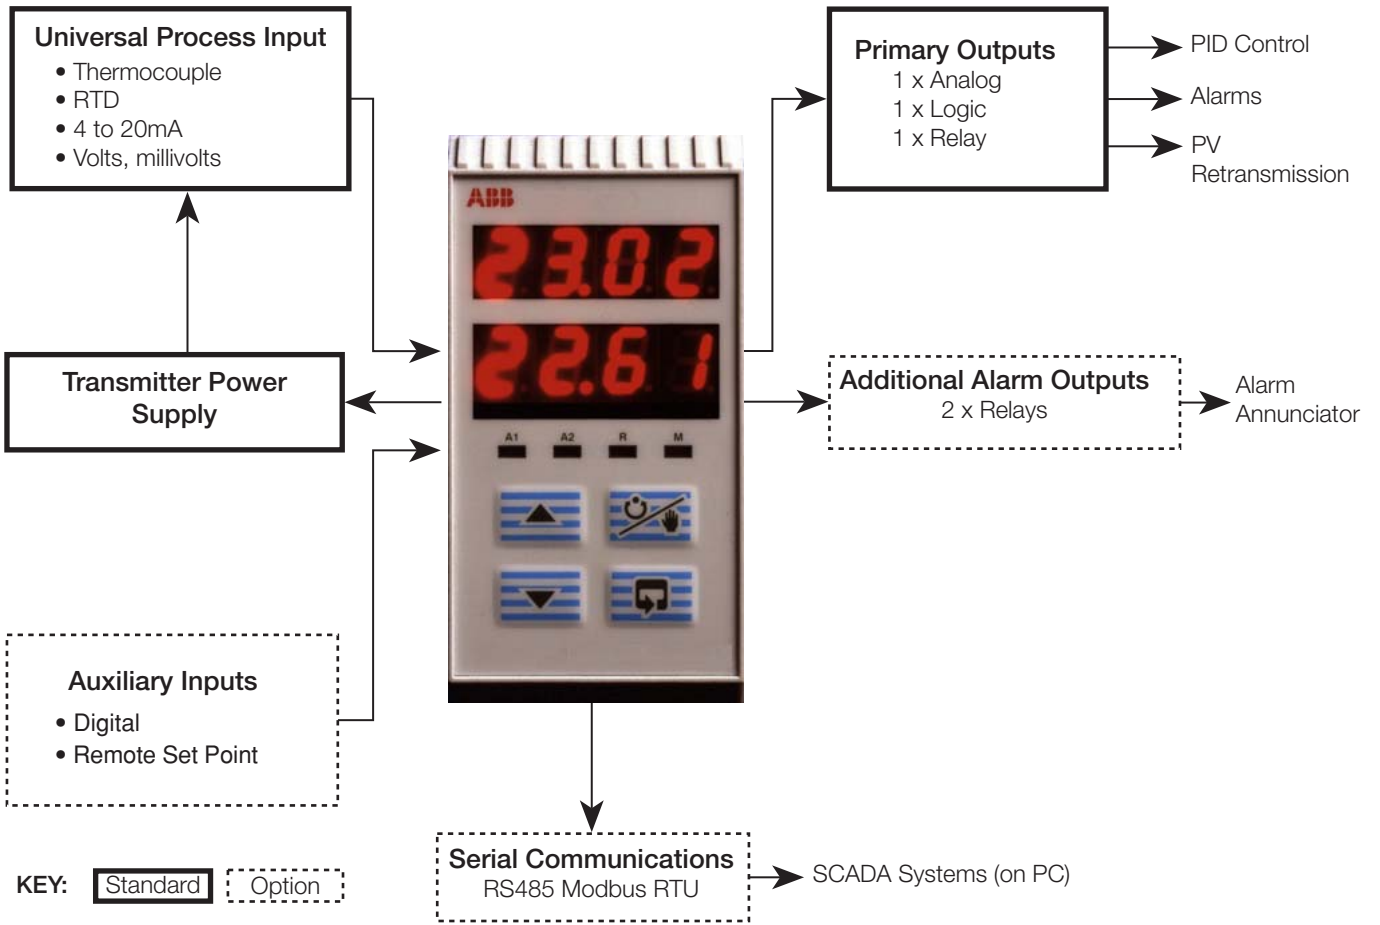 Universal Process Input
• Thermocouple
• RTD
• 4 to 20mA
• Volts, millivolts
Transmitter Power
Supply
Auxiliary Inputs
• Digital
• Remote Set Point
KEY:
Standard
Option
ABB
23.02
22.61
A1 A2 R M
Primary Outputs
1 x Analog
1 x Logic
1 x Relay
PID Control
Alarms
PV
Retransmission
Additional Alarm Outputs
2 x Relays
Alarm
Annunciator
Serial Communications
RS485 Modbus RTU
SCADA Systems (on PC)